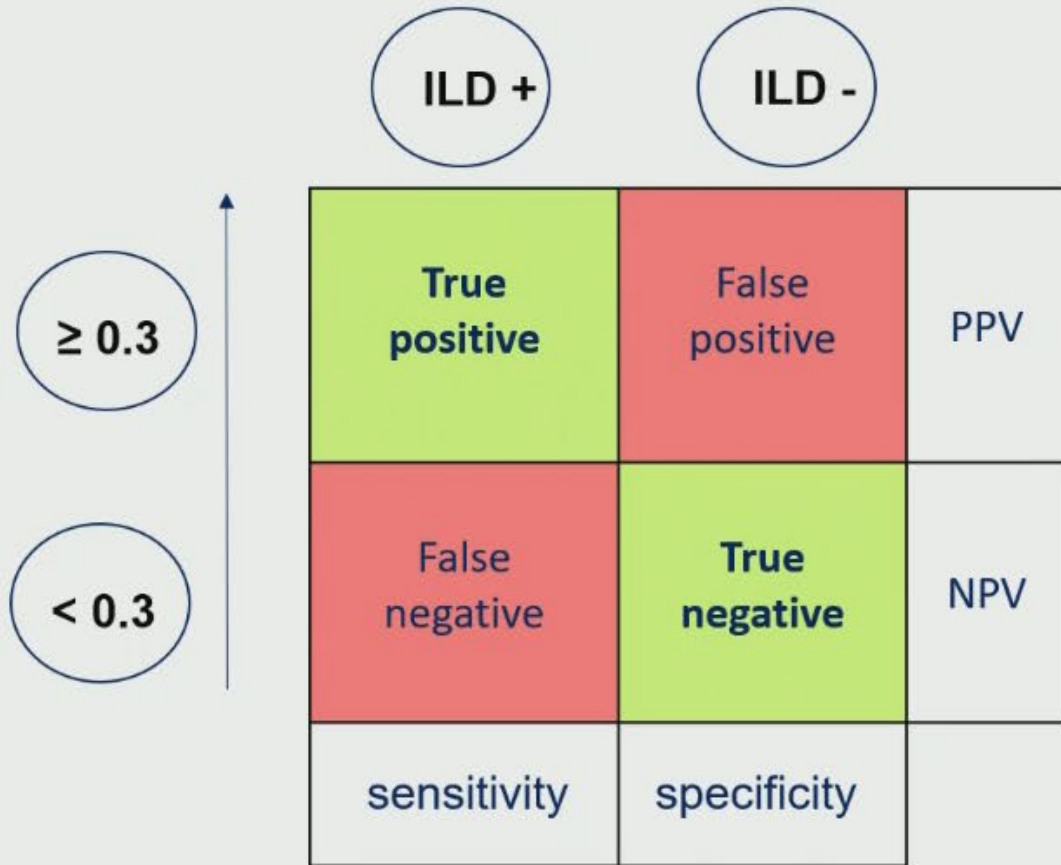 ILD +
ILD -
≥ 0.3
True
positive
False
positive
PPV
< 0.3
False
negative
True
negative
NPV
sensitivity
specificity